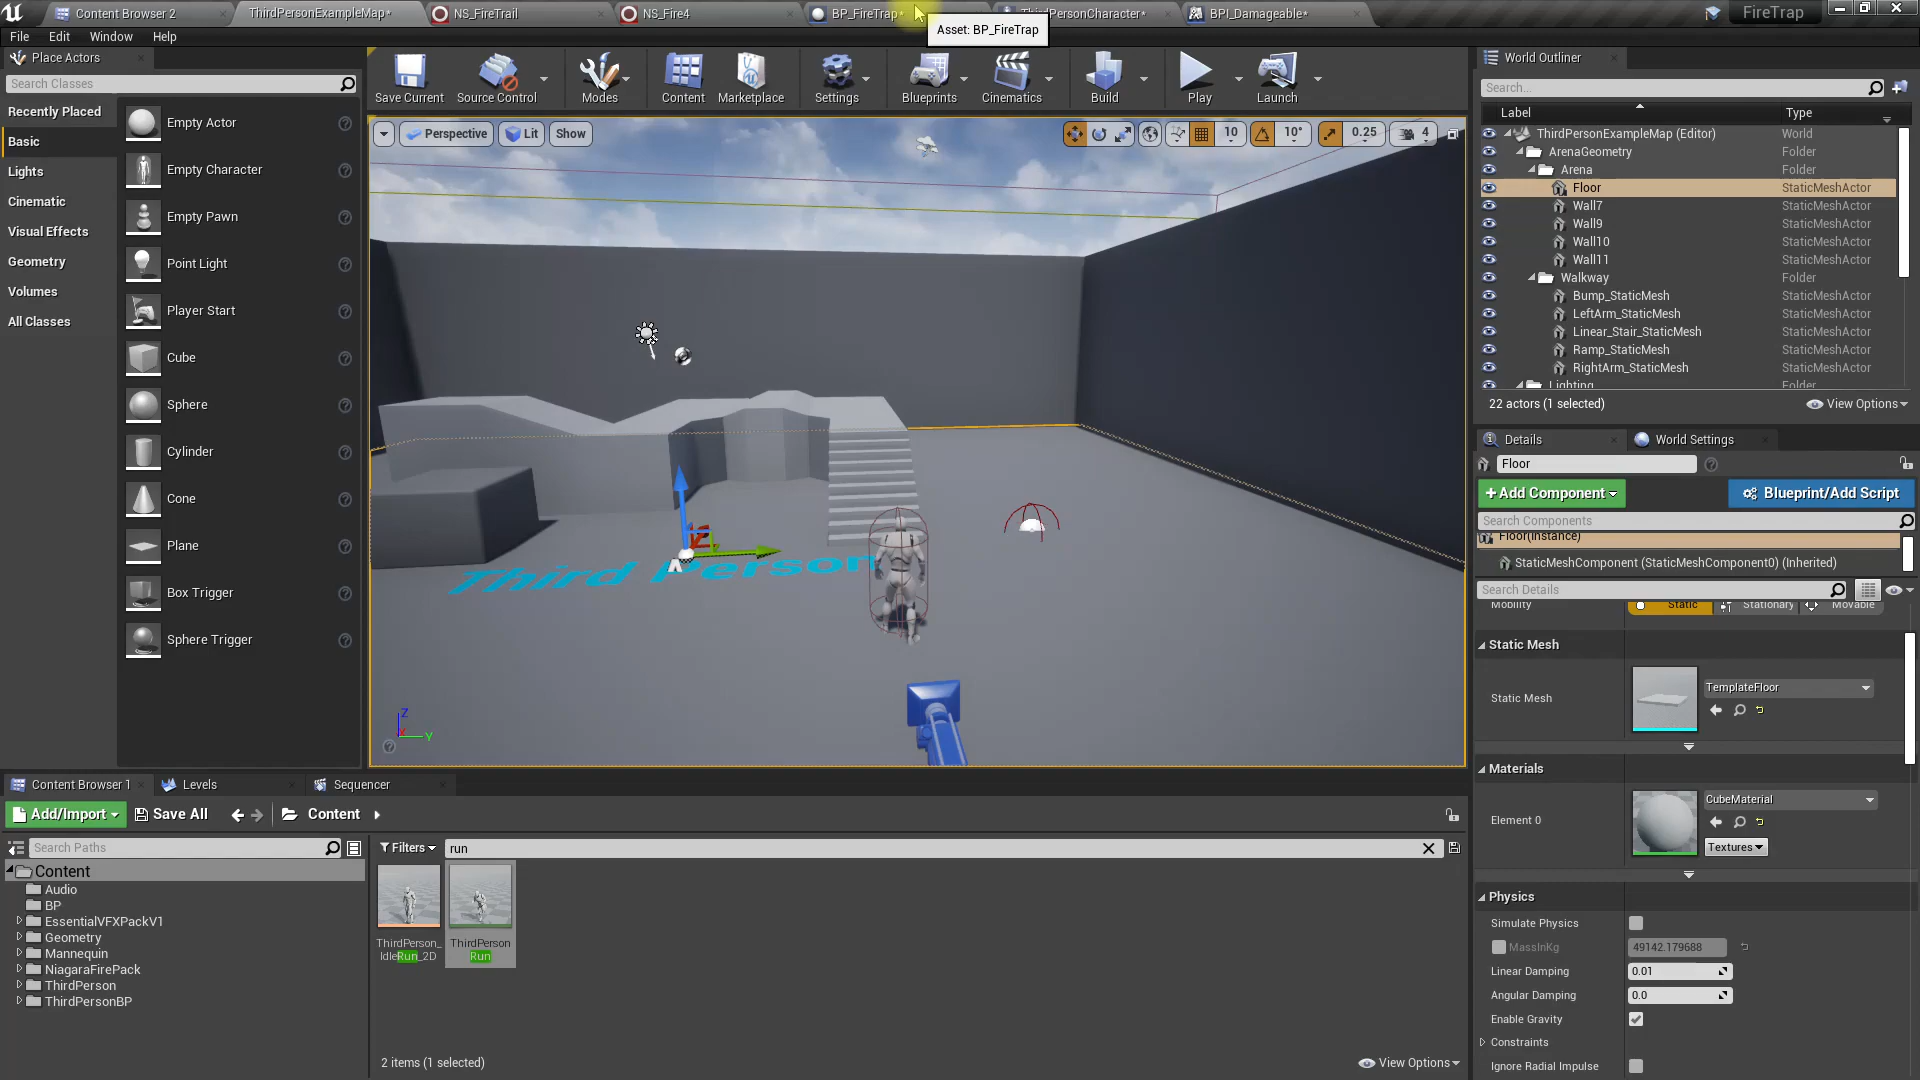 Content Browser 2
ThirdPersonExampleMap*
NS_FireTrail
NS_Fire4
BP_FireTrap*
ThirdPersonCharacter*
BPI_Damageable*
FireTrap
Asset: BP_FireTrap
File Edit Window Help
Place Actors
Search Classes
Recently Placed
Basic
Lights
Cinematic
Visual Effects
Geometry
Volumes
All Classes
Empty Actor
Empty Character
Empty Pawn
Point Light
Player Start
Cube
Sphere
Cylinder
Cone
Plane
Box Trigger
Sphere Trigger
Save Current
Source Control
Modes
Content
Marketplace
Settings
Blueprints
Cinematics
Build
Play
Launch
Perspective
Lit
Show
10
10°
0.25
4
Third Person
Z
Y
World Outliner
Search...
Label Type
ThirdPersonExampleMap (Editor) World
ArenaGeometry Folder
Arena Folder
Floor StaticMeshActor
Wall7 StaticMeshActor
Wall9 StaticMeshActor
Wall10 StaticMeshActor
Wall11 StaticMeshActor
Walkway Folder
Bump_StaticMesh StaticMeshActor
LeftArm_StaticMesh StaticMeshActor
Linear_Stair_StaticMesh StaticMeshActor
Ramp_StaticMesh StaticMeshActor
RightArm_StaticMesh StaticMeshActor
Lighting Folder
22 actors (1 selected)
View Options
Details
World Settings
Floor
+Add Component
Blueprint/Add Script
Search Components
Floor(Instance)
StaticMeshComponent (StaticMeshComponent0) (Inherited)
Search Details
Mobility Static Stationary Movable
Static Mesh
Static Mesh
TemplateFloor
Materials
Element 0
CubeMaterial
Textures
Physics
Simulate Physics
MassInKg 49142.179688
Linear Damping 0.01
Angular Damping 0.0
Enable Gravity
Constraints
Ignore Radial Impulse
Content Browser 1
Levels
Sequencer
Add/Import
Save All
Content
Search Paths
Filters
run
Content
Audio
BP
EssentialVFXPackV1
Geometry
Mannequin
NiagaraFirePack
ThirdPerson
ThirdPersonBP
ThirdPerson_
IdleRun_2D
ThirdPerson
Run
2 items (1 selected)
View Options